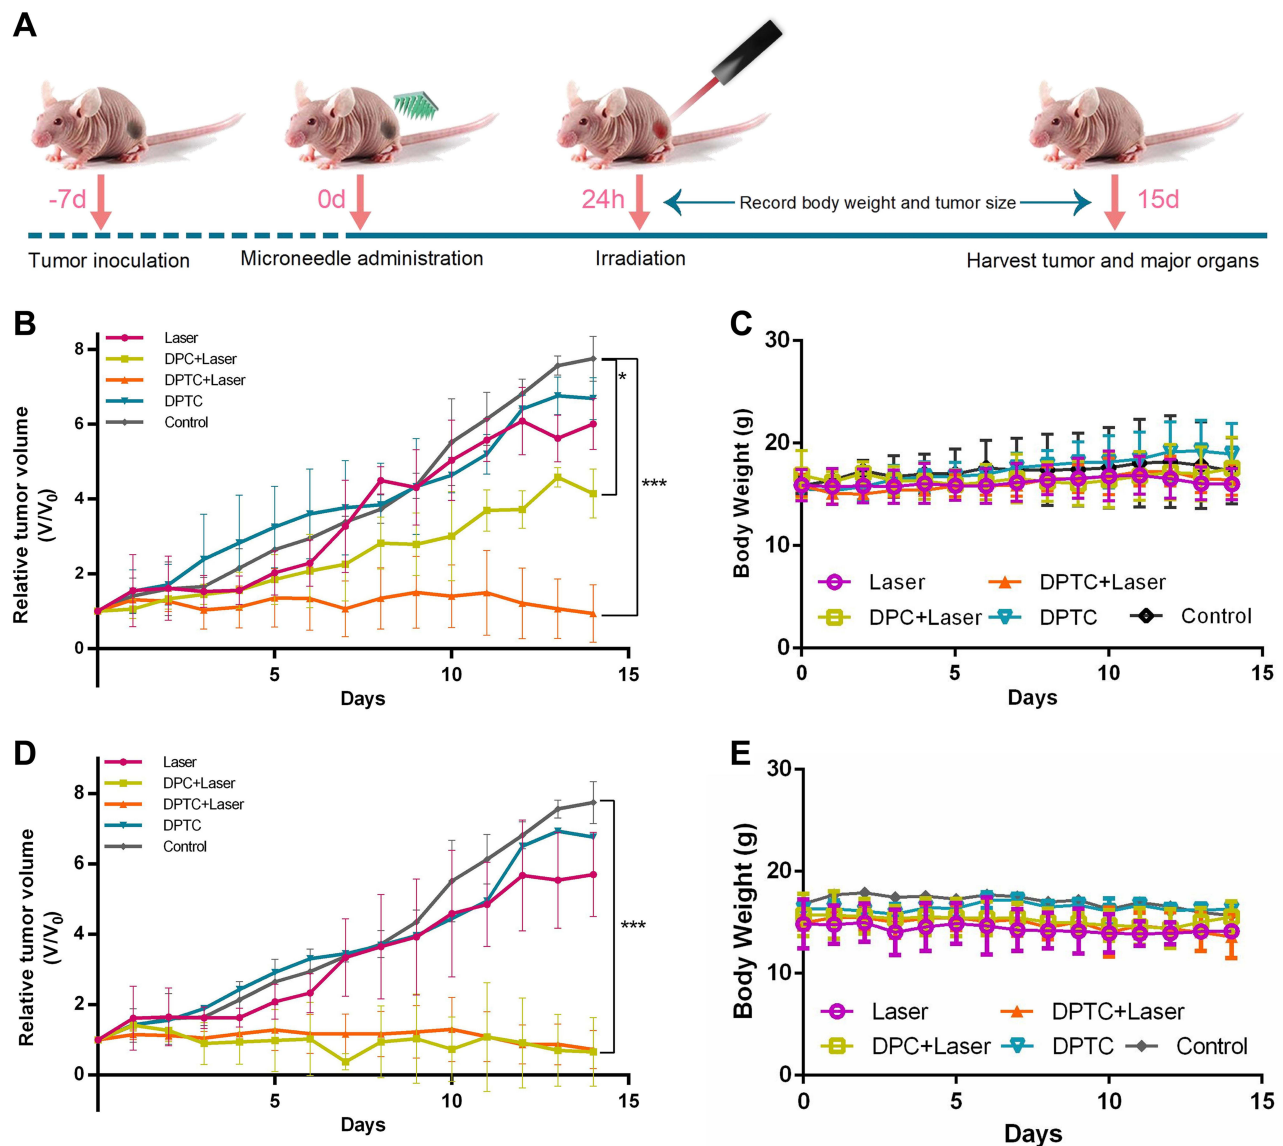 A
-7d
0d
24h
Record body weight and tumor size
15d
Tumor inoculation
Microneedle administration
Irradiation
Harvest tumor and major organs
B
Laser
DPC+Laser
DPTC+Laser
DPTC
Control
*
***
8
6
4
2
0
5
10
15
Relative tumor volume
(V/V0)
Days
C
30
20
10
0
0
5
10
15
Body Weight (g)
Laser
DPTC+Laser
DPC+Laser
DPTC
Control
Days
D
Laser
DPC+Laser
DPTC+Laser
DPTC
Control
***
8
6
4
2
0
5
10
15
Relative tumor volume
(V/V0)
Days
E
30
20
10
0
0
5
10
15
Body Weight (g)
Laser
DPTC+Laser
DPC+Laser
DPTC
Control
Days